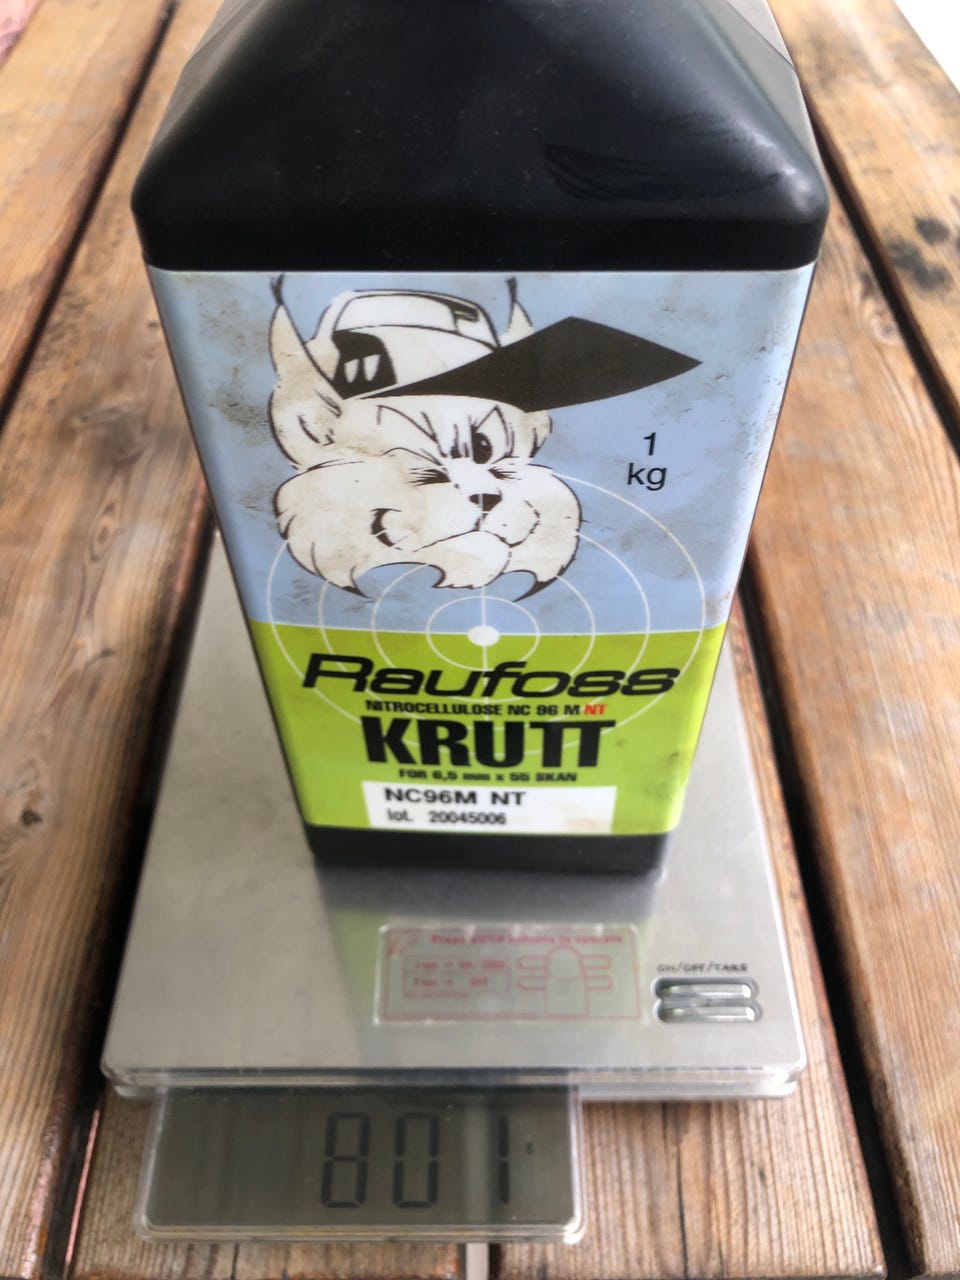 1
kg
Raufoss
NITROCELLULOSE NC 96 M NT
KRUTT
FOR 6,5 mm x 55 SKAN
NC96M NT
lot. 20045006
ON/OFF/TARE
801